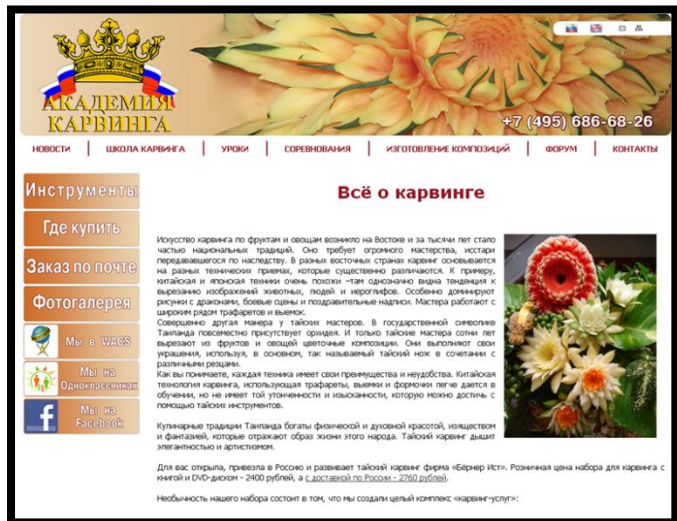 АКАДЕМИЯ
КАРВИНГА
+7 (495) 686-68-26
НОВОСТИ
ШКОЛА КАРВИНГА
УРОКИ
СОРЕВНОВАНИЯ
ИЗГОТОВЛЕНИЕ КОМПОЗИЦИЙ
ФОРУМ
КОНТАКТЫ
Инструменты
Где купить
Заказ по почте
Фотогалерея
Мы в WACS
Мы на
Одноклассниках
Мы на
Facebook
Всё о карвинге
Искусство карвинга по фруктам и овощам возникло на Востоке и за тысячи лет стало
частью национальных традиций. Оно требует огромного мастерства, исстари
передававшегося по наследству. В разных восточных странах карвинг основывается
на разных технических приемах, которые существенно различаются. К примеру,
китайская и японская техники очень похожи –там однозначно видна тенденция к
вырезанию изображений животных, людей и иероглифов. Особенно доминируют
рисунки с драконами, боевые сцены и поздравительные надписи. Мастера работают с
широким рядом трафаретов и выемок.
Совершенно другая манера у тайских мастеров. В государственной символике
Таиланда повсеместно присутствует орхидея. И только тайские мастера сотни лет
вырезают из фруктов и овощей цветочные композиции. Они выполняют свои
украшения, используя, в основном, так называемый тайский нож в сочетании с
различными резцами.
Как вы понимаете, каждая техника имеет свои преимущества и неудобства. Китайская
технология карвинга, использующая трафареты, выемки и формочки легче дается в
обучении, но не имеет той утонченности и изысканности, которую можно достичь с
помощью тайских инструментов.
Кулинарные традиции Таиланда богаты физической и духовной красотой, изяществом
и фантазией, которые отражают образ жизни этого народа. Тайский карвинг дышит
элегантностью и артистизмом.
Для вас открыла, привезла в Россию и развивает тайский карвинг фирма «Бёрнер Ист». Розничная цена набора для карвинга с
книгой и DVD-диском - 2400 рублей, а с доставкой по России - 2760 рублей.
Необычность нашего набора состоит в том, что мы создали целый комплекс «карвинг-услуг»: